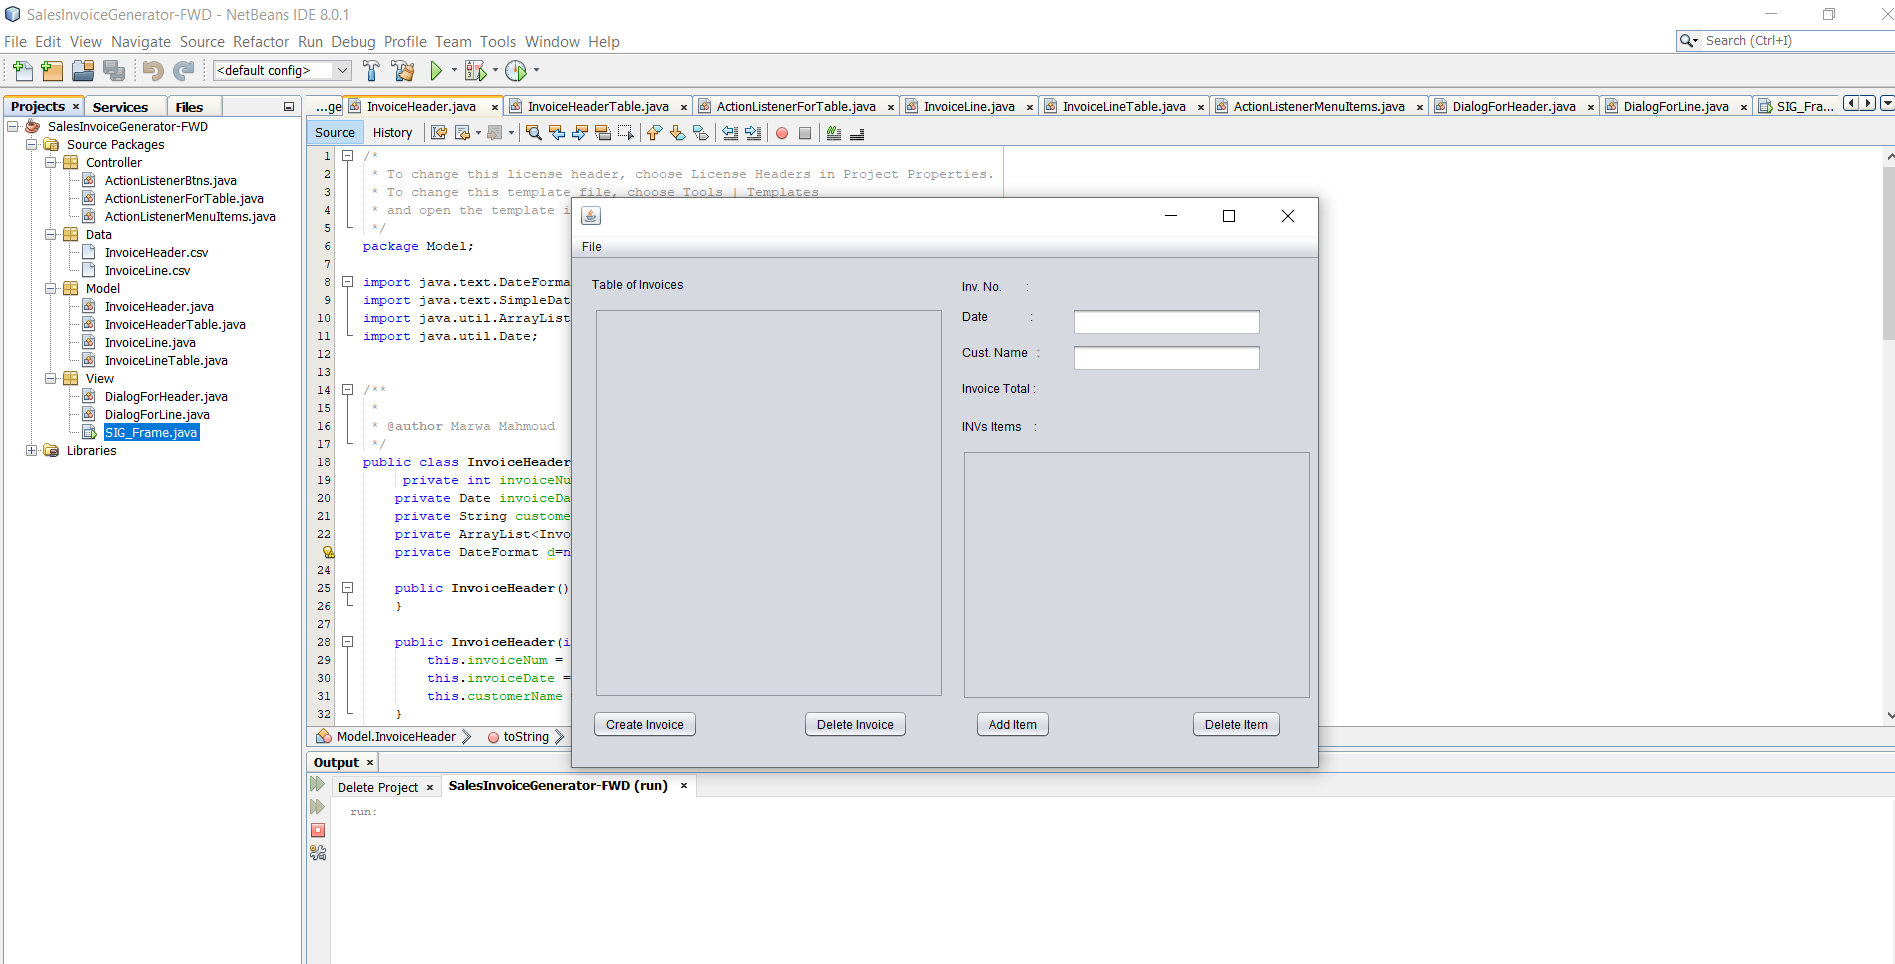 SalesInvoiceGenerator-FWD - NetBeans IDE 8.0.1
File Edit View Navigate Source Refactor Run Debug Profile Team Tools Window Help
Search (Ctrl+I)
<default config>
Projects
Services
Files
SalesInvoiceGenerator-FWD
Source Packages
Controller
ActionListenerBtns.java
ActionListenerForTable.java
ActionListenerMenuItems.java
Data
InvoiceHeader.csv
InvoiceLine.csv
Model
InvoiceHeader.java
InvoiceHeaderTable.java
InvoiceLine.java
InvoiceLineTable.java
View
DialogForHeader.java
DialogForLine.java
SIG_Frame.java
Libraries
...ge InvoiceHeader.java InvoiceHeaderTable.java ActionListenerForTable.java InvoiceLine.java InvoiceLineTable.java ActionListenerMenuItems.java DialogForHeader.java DialogForLine.java SIG_Fra...
Source History
1 /*
2 * To change this license header, choose License Headers in Project Properties.
3 * To change this template file, choose Tools | Templates
4 * and open the template i
5 */
6 package Model;
7
8 import java.text.DateForma
9 import java.text.SimpleDat
10 import java.util.ArrayList
11 import java.util.Date;
12
13
14 /**
15 *
16 * @author Marwa Mahmoud
17 */
18 public class InvoiceHeader
19 private int invoiceNu
20 private Date invoiceDa
21 private String custome
22 private ArrayList<Invo
private DateFormat d=n
24
25 public InvoiceHeader()
26 }
27
28 public InvoiceHeader(i
29 this.invoiceNum =
30 this.invoiceDate =
31 this.customerName
32 }
Model.InvoiceHeader toString
File
Table of Invoices
Inv. No. :
Date :
Cust. Name :
Invoice Total :
INVs Items :
Create Invoice
Delete Invoice
Add Item
Delete Item
Output
Delete Project
SalesInvoiceGenerator-FWD (run)
run: